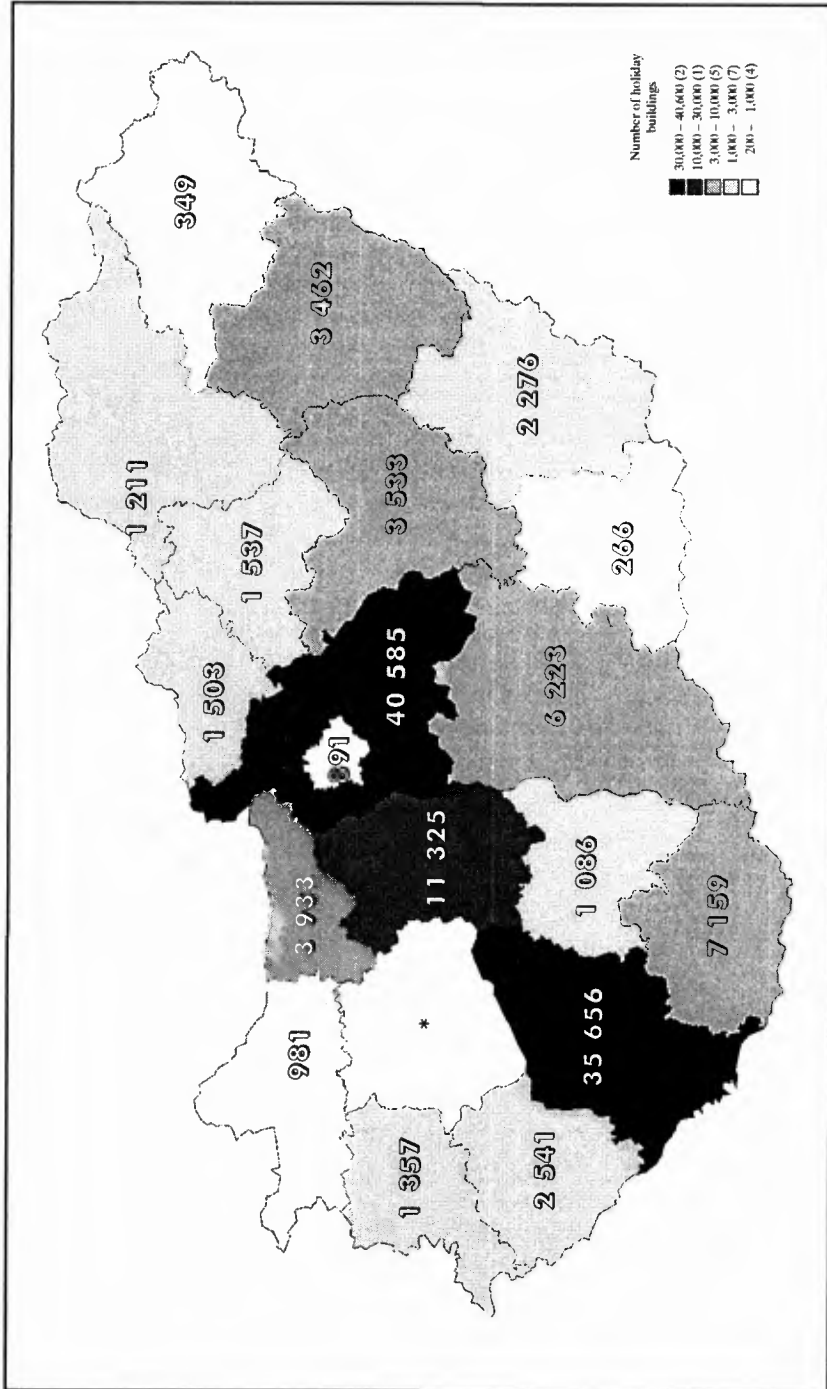 1 211
349
1 503
1 537
981
3 933
3 462
891
1 357
*
11 325
40 585
3 533
2 541
35 656
1 086
6 223
2 276
266
7 159
Number of holiday
buildings
30,000 – 40,600 (2)
10,000 – 30,000 (1)
3,000 – 10,000 (5)
1,000 – 3,000 (7)
200 – 1,000 (4)